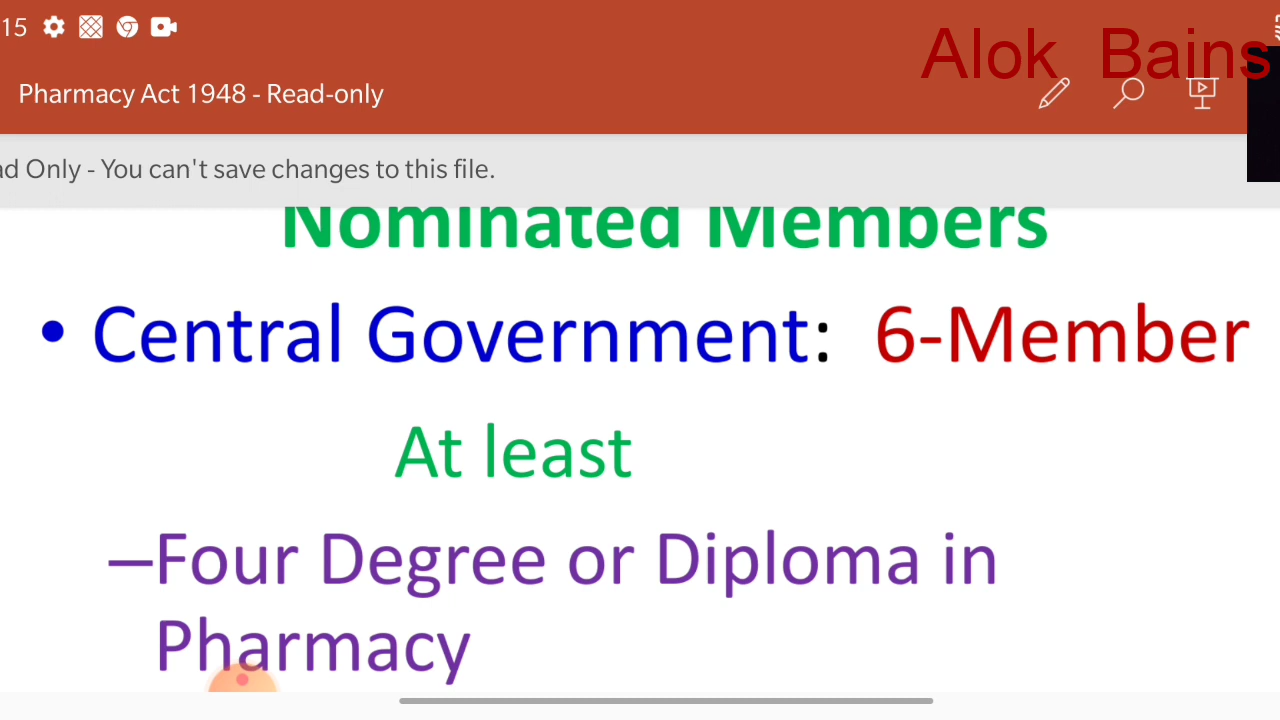 15
Alok Bains
Pharmacy Act 1948 - Read-only
ad Only - You can't save changes to this file.
Nominated Members
• Central Government: 6-Member
At least
–Four Degree or Diploma in
Pharmacy